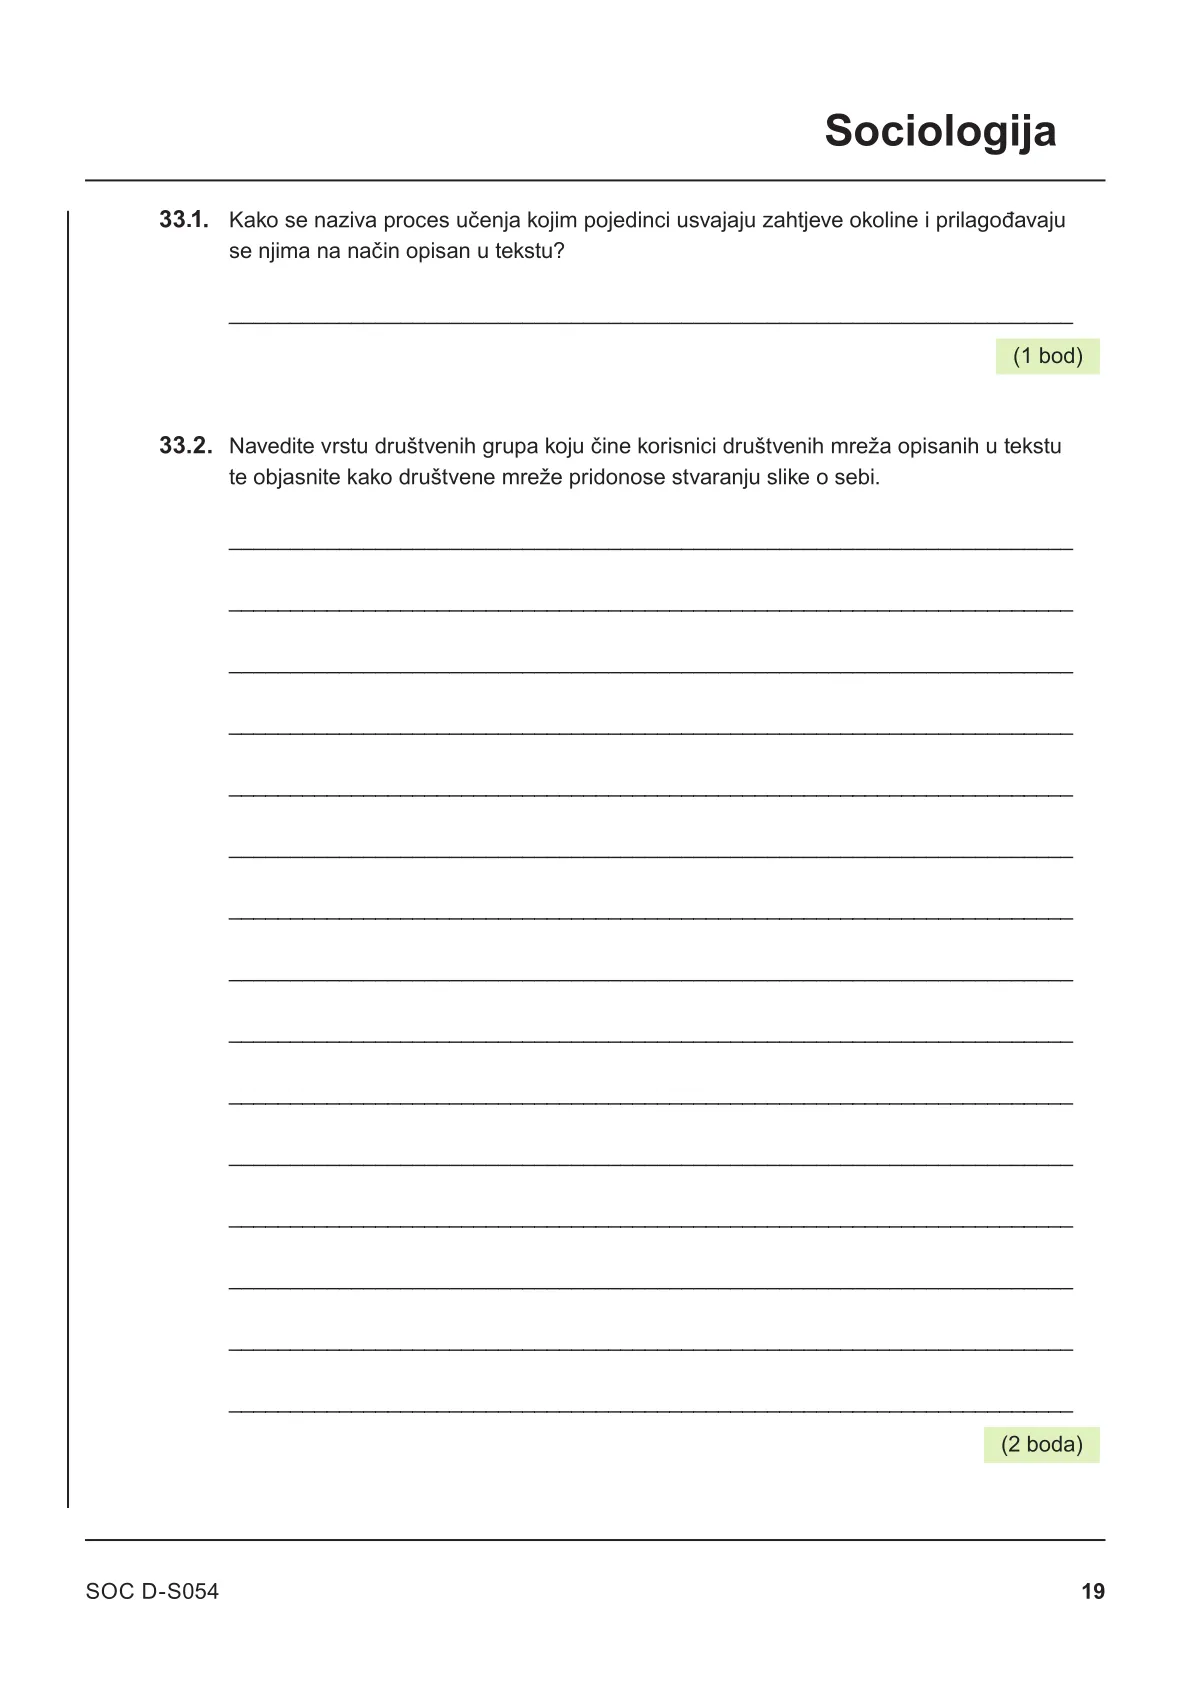 Sociologija
33.1. Kako se naziva proces učenja kojim pojedinci usvajaju zahtjeve okoline i prilagođavaju
se njima na način opisan u tekstu?
(1 bod)
33.2. Navedite vrstu društvenih grupa koju čine korisnici društvenih mreža opisanih u tekstu
te objasnite kako društvene mreže pridonose stvaranju slike o sebi.
(2 boda)
SOC D-S054
19